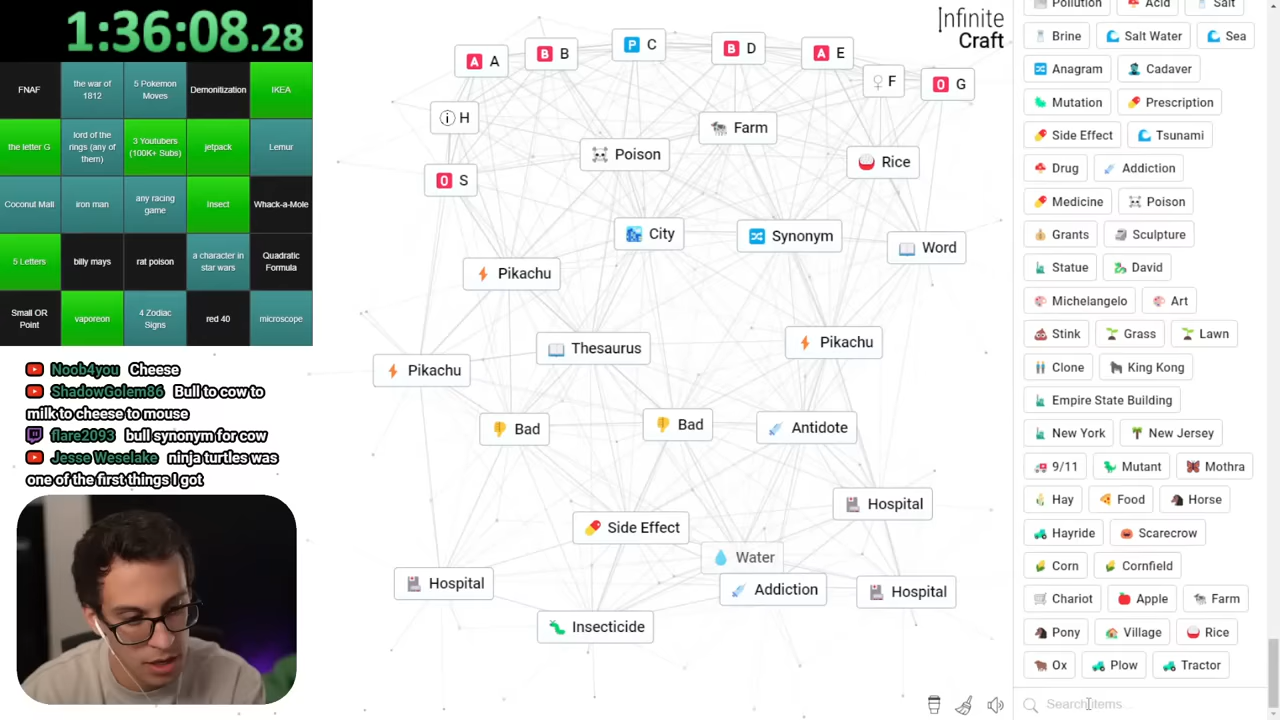 1:36:08.28
FNAF
the war of
1812
5 Pokemon
Moves
Demonitization
IKEA
the letter G
lord of the
rings (any of
them)
3 Youtubers
(100K+ Subs)
jetpack
Lemur
Coconut Mall
iron man
any racing
game
Insect
Whack-a-Mole
5 Letters
billy mays
rat poison
a character in
star wars
Quadratic
Formula
Small OR
Point
vaporeon
4 Zodiac
Signs
red 40
microscope
Noob4you Cheese
ShadowGolem86 Bull to cow to
milk to cheese to mouse
flare2093 bull synonym for cow
Jesse Weselake ninja turtles was
one of the first things I got
Infinite
Craft
A A
B B
P C
B D
A E
♀ F
O G
H
O S
Farm
Poison
Rice
City
Synonym
Word
Pikachu
Thesaurus
Pikachu
Pikachu
Bad
Bad
Antidote
Hospital
Side Effect
Water
Hospital
Addiction
Hospital
Insecticide
Pollution Acid Salt
Brine Salt Water Sea
Anagram Cadaver
Mutation Prescription
Side Effect Tsunami
Drug Addiction
Medicine Poison
Grants Sculpture
Statue David
Michelangelo Art
Stink Grass Lawn
Clone King Kong
Empire State Building
New York New Jersey
9/11 Mutant Mothra
Hay Food Horse
Hayride Scarecrow
Corn Cornfield
Chariot Apple Farm
Pony Village Rice
Ox Plow Tractor
Search items...